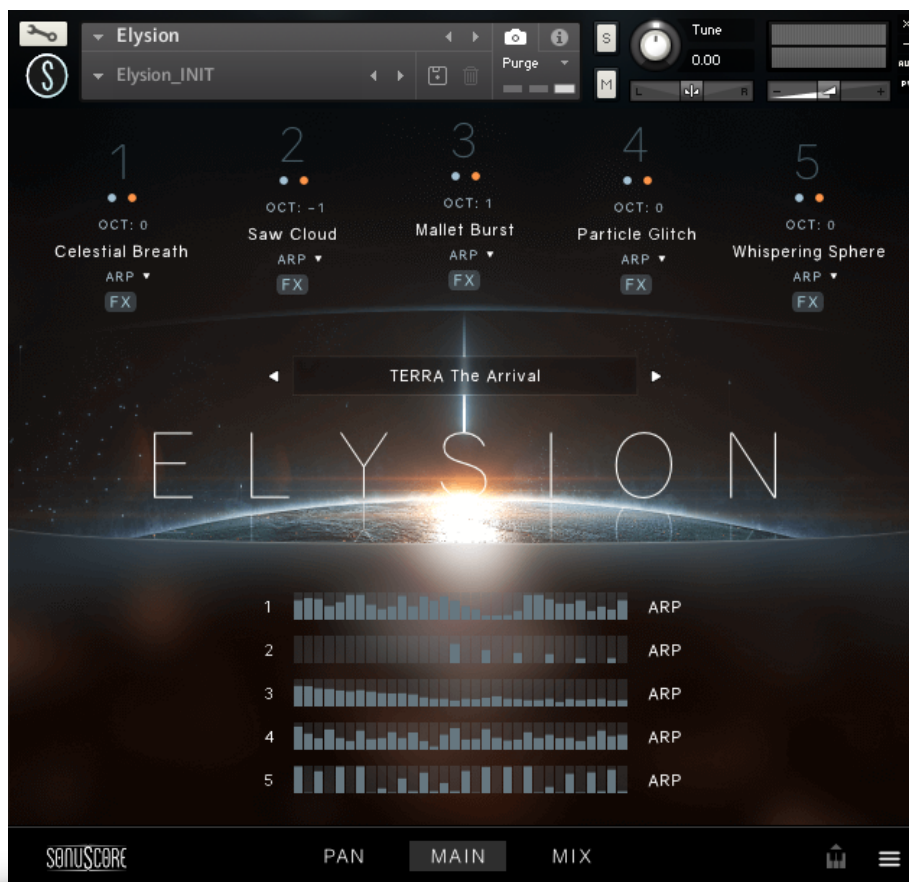 Elysion
S
Tune
Elysion_INIT
Purge
0.00
M
L
R
1
2
3
4
5
OCT: 0
OCT: -1
OCT: 1
OCT: 0
OCT: 0
Celestial Breath
Saw Cloud
Mallet Burst
Particle Glitch
Whispering Sphere
ARP
ARP
ARP
ARP
ARP
FX
FX
FX
FX
FX
TERRA The Arrival
ELYSION
1 ARP
2 ARP
3 ARP
4 ARP
5 ARP
SONUSCORE
PAN MAIN MIX